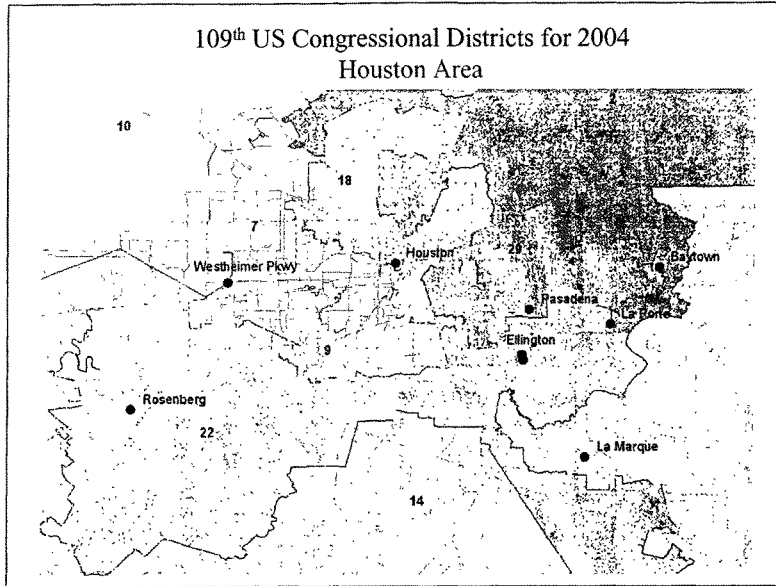 109th US Congressional Districts for 2004
Houston Area
2
10
18
7
29
Houston
Baytown
Westheimer Pkwy
Pasadena
La Porte
Ellington
9
Rosenberg
22
La Marque
14